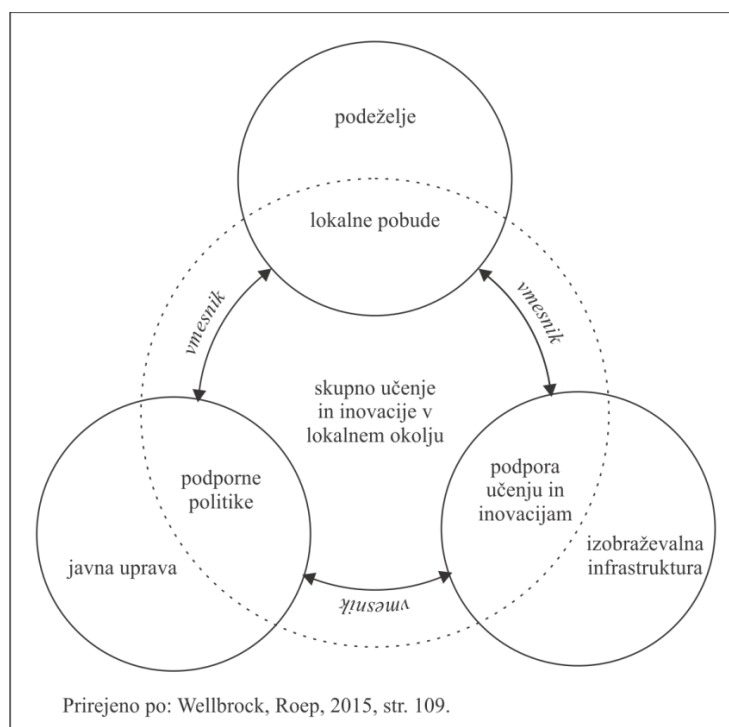 podeželje
lokalne pobude
vmesnik
vmesnik
skupno učenje
in inovacije v
lokalnem okolju
podporne
politike
javna uprava
podpora
učenju in
inovacijam
izobraževalna
infrastruktura
vmesnik
Prirejeno po: Wellbrock, Roep, 2015, str. 109.